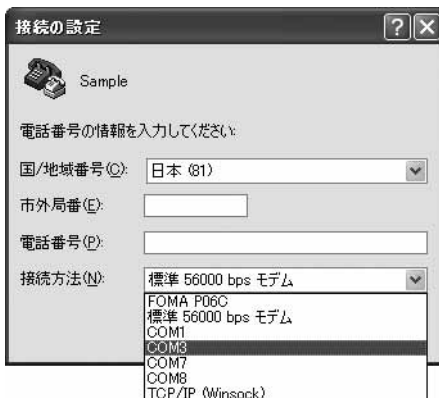 接続の設定
Sample
電話番号の情報を入力してください:
国/地域番号(C): 日本 (81)
市外局番(E):
電話番号(P):
接続方法(N): 標準 56000 bps モデム
FOMA P06C
標準 56000 bps モデム
COM1
COM3
COM7
COM8
TCP/IP (Winsock)